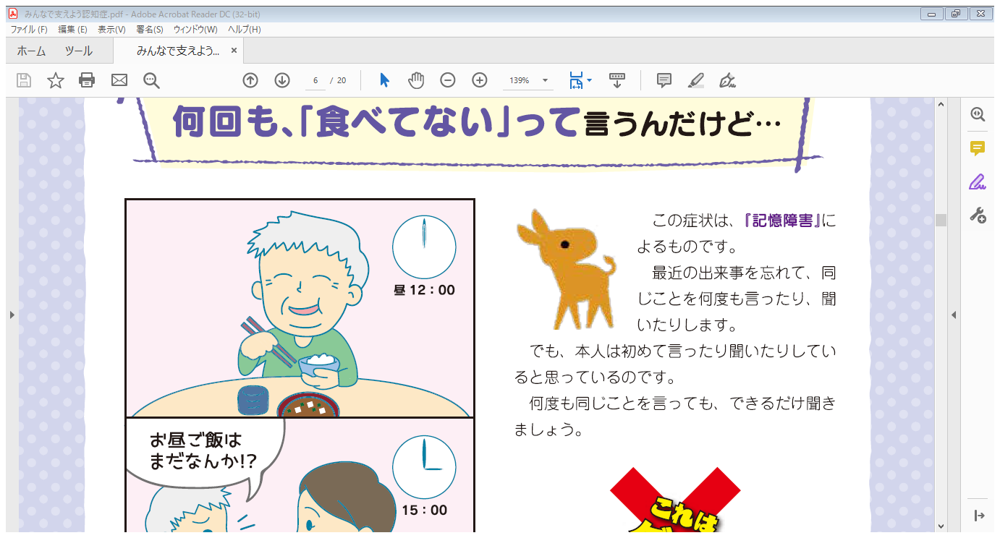 みんなで支えよう認知症.pdf - Adobe Acrobat Reader DC (32-bit)
ファイル (F) 編集 (E) 表示(V) 署名(S) ウィンドウ(W) ヘルプ(H)
ホーム ツール みんなで支えよう... ×
6 / 20 139%
何回も、「食べてない」って言うんだけど…
昼 12：00
この症状は、『記憶障害』に
よるものです。
最近の出来事を忘れて、同
じことを何度も言ったり、聞
いたりします。
でも、本人は初めて言ったり聞いたりしてい
ると思っているのです。
何度も同じことを言っても、できるだけ聞き
ましょう。
お昼ご飯は
まだなんか!?
15：00
これは